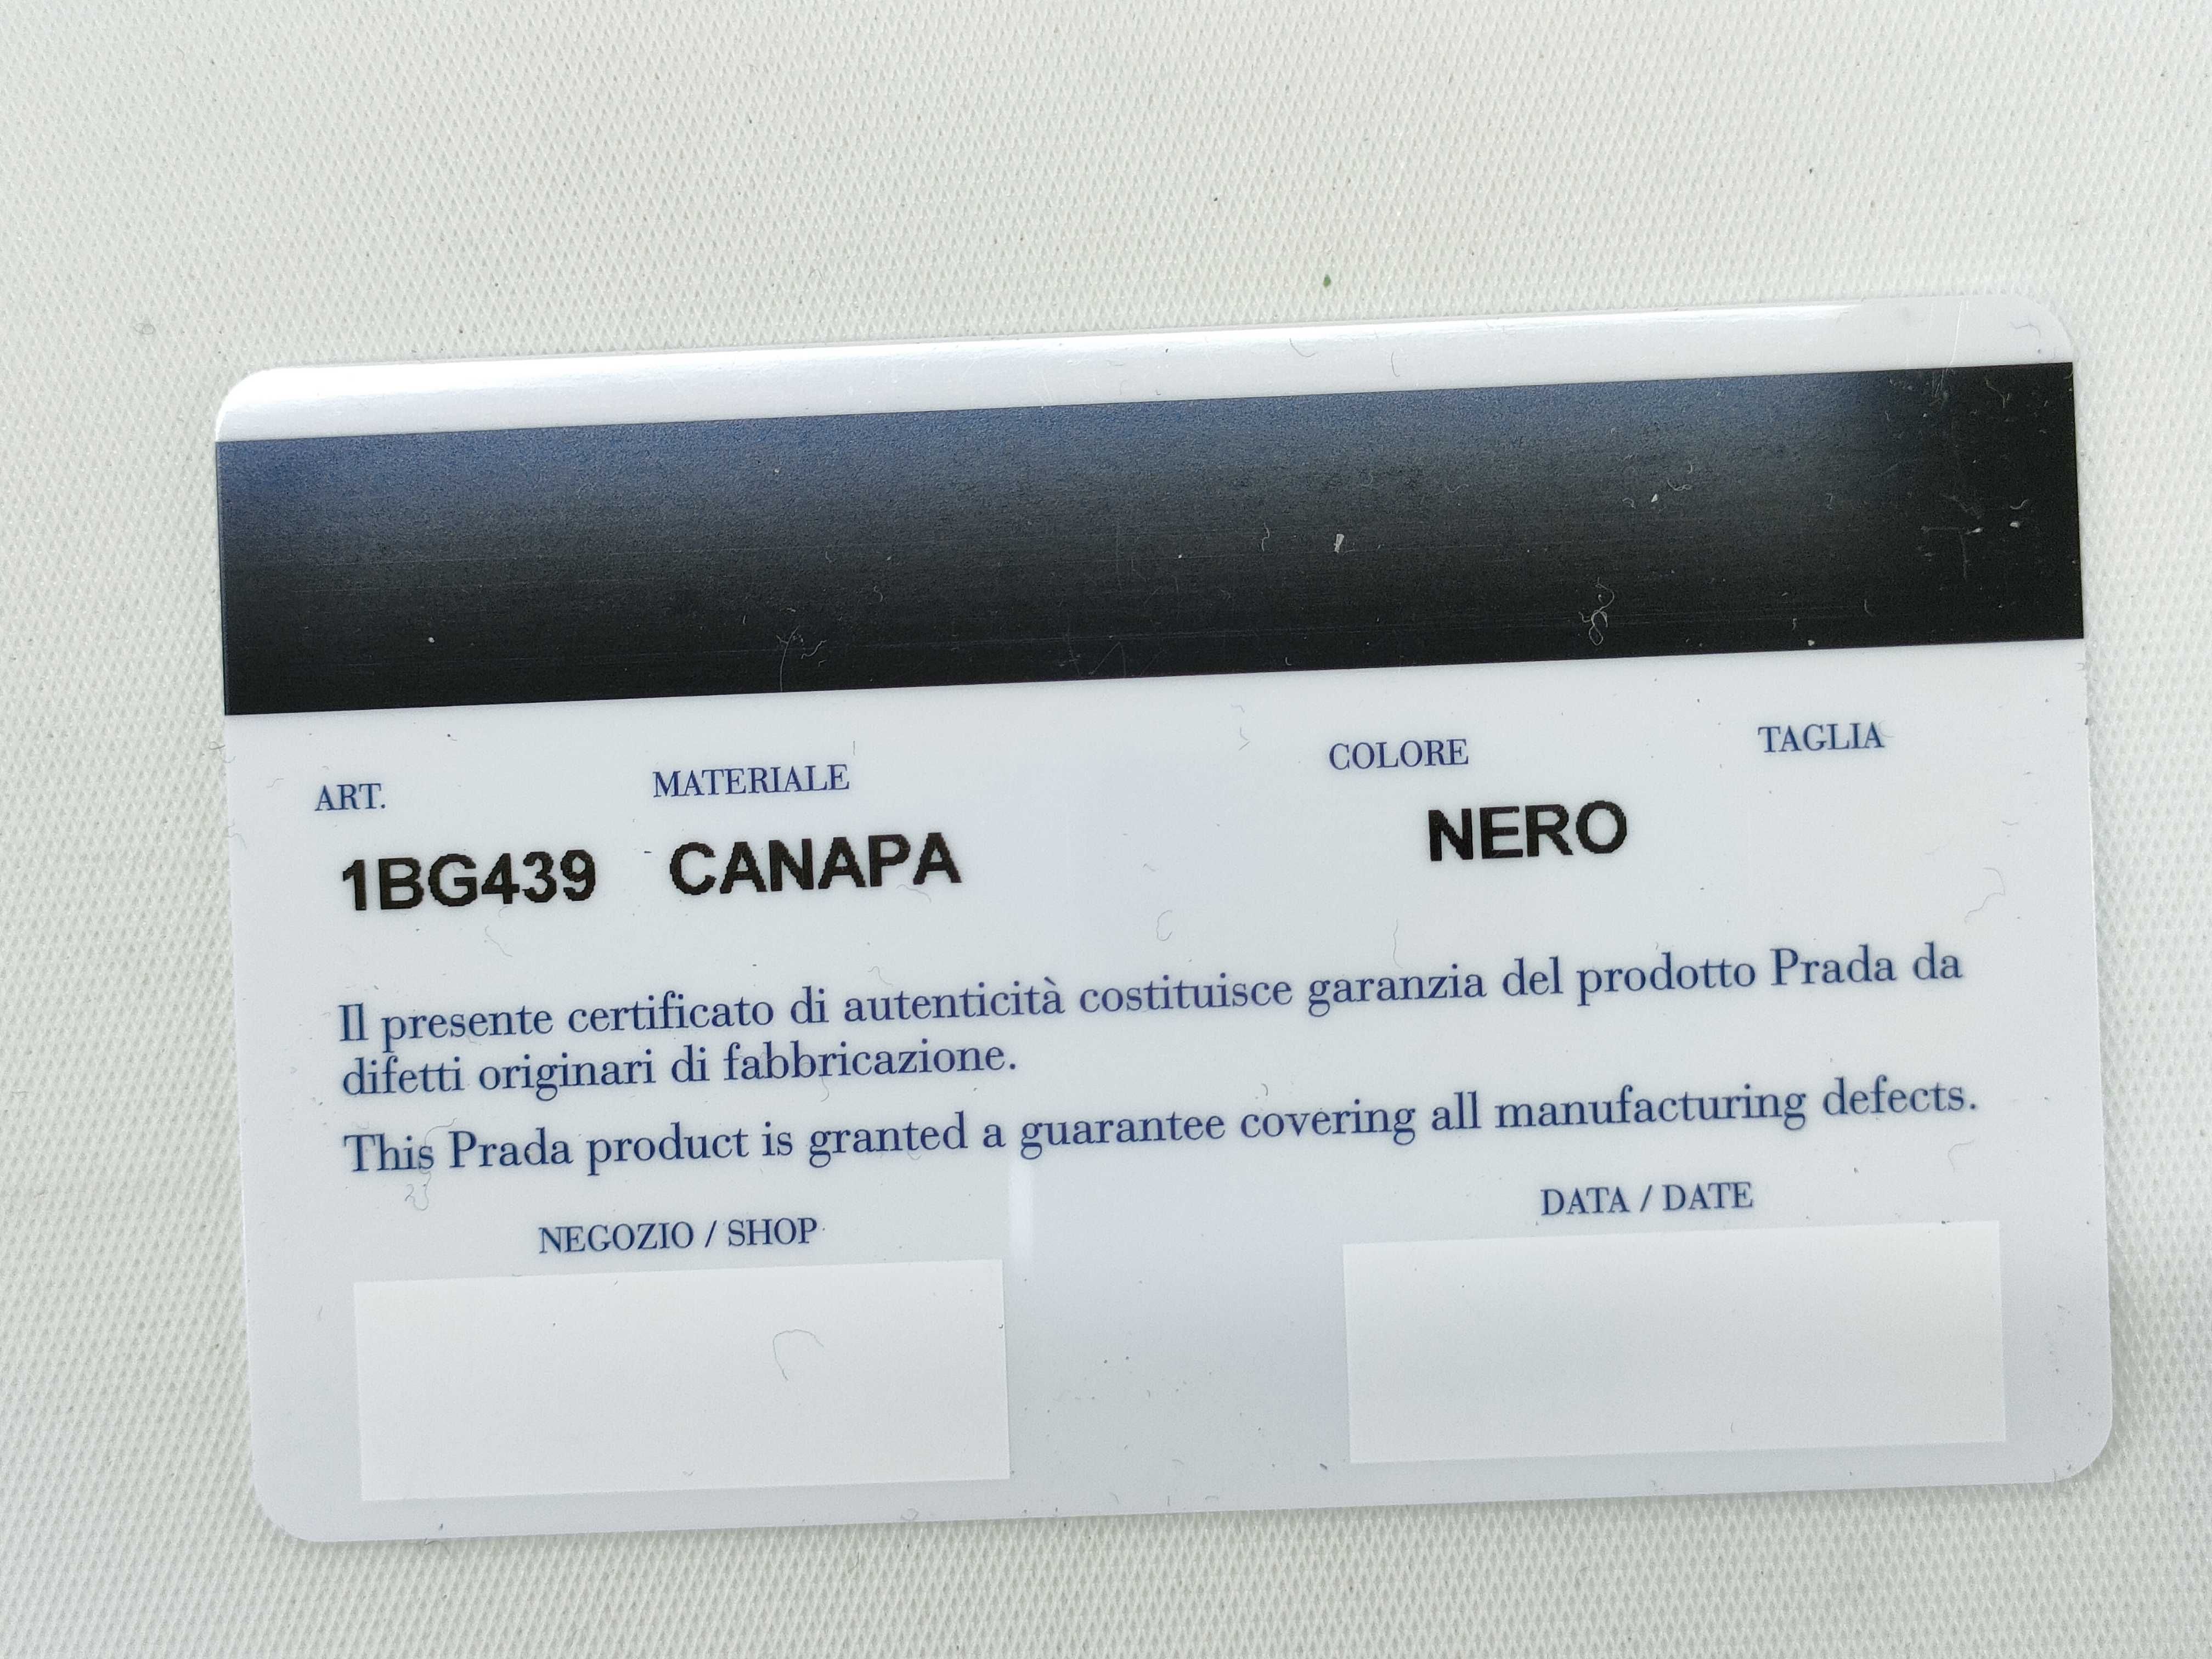 ART. MATERIALE COLORE TAGLIA
1BG439 CANAPA NERO
Il presente certificato di autenticità costituisce garanzia del prodotto Prada da
difetti originari di fabbricazione.
This Prada product is granted a guarantee covering all manufacturing defects.
NEGOZIO / SHOP DATA / DATE